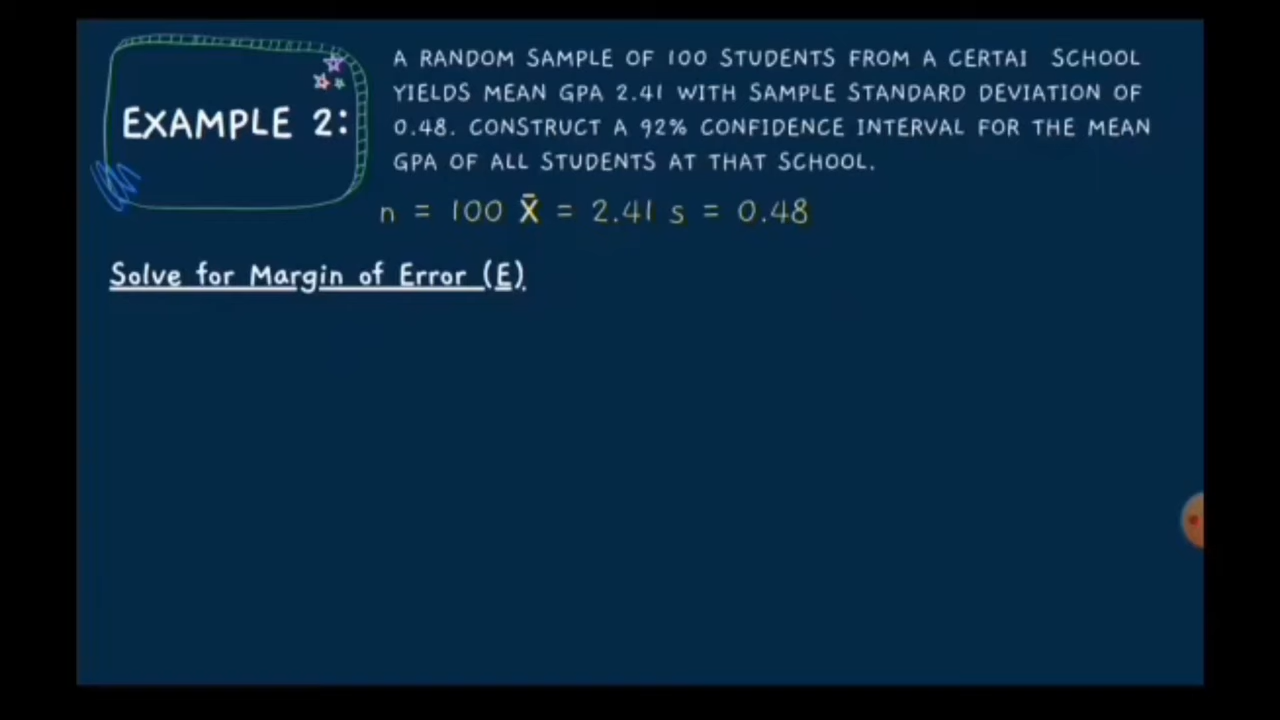 EXAMPLE 2:
A RANDOM SAMPLE OF 100 STUDENTS FROM A CERTAI SCHOOL
YIELDS MEAN GPA 2.41 WITH SAMPLE STANDARD DEVIATION OF
0.48. CONSTRUCT A 92% CONFIDENCE INTERVAL FOR THE MEAN
GPA OF ALL STUDENTS AT THAT SCHOOL.
n = 100 X̄ = 2.41 s = 0.48
Solve for Margin of Error (E)